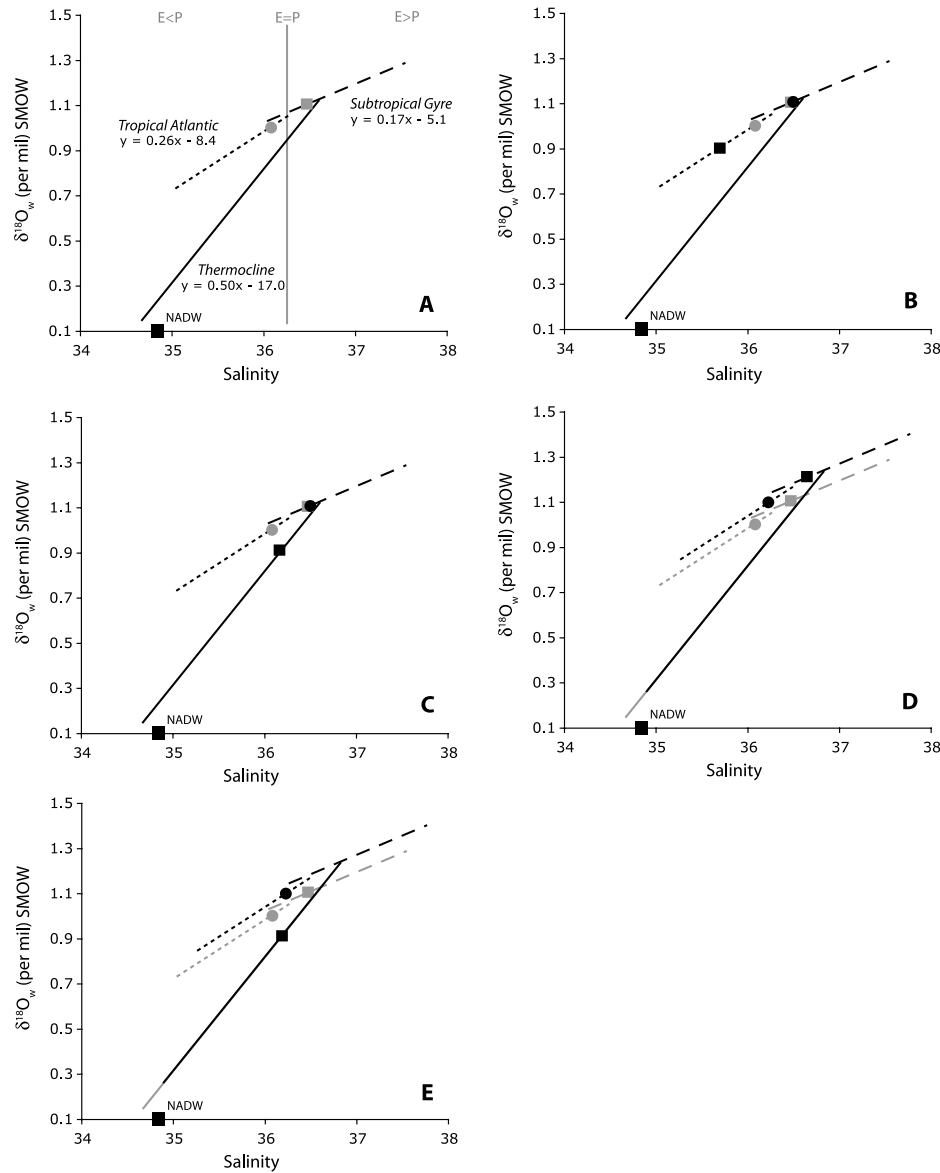 E<P E=P E>P
1.5
1.3
1.1
0.9
0.7
0.5
0.3
0.1
δ18Ow (per mil) SMOW
Tropical Atlantic
y = 0.26x - 8.4
Subtropical Gyre
y = 0.17x - 5.1
Thermocline
y = 0.50x - 17.0
NADW
A
34 35 36 37 38
Salinity
1.5
1.3
1.1
0.9
0.7
0.5
0.3
0.1
δ18Ow (per mil) SMOW
NADW
B
34 35 36 37 38
Salinity
1.5
1.3
1.1
0.9
0.7
0.5
0.3
0.1
δ18Ow (per mil) SMOW
NADW
C
34 35 36 37 38
Salinity
1.5
1.3
1.1
0.9
0.7
0.5
0.3
0.1
δ18Ow (per mil) SMOW
NADW
D
34 35 36 37 38
Salinity
1.5
1.3
1.1
0.9
0.7
0.5
0.3
0.1
δ18Ow (per mil) SMOW
NADW
E
34 35 36 37 38
Salinity